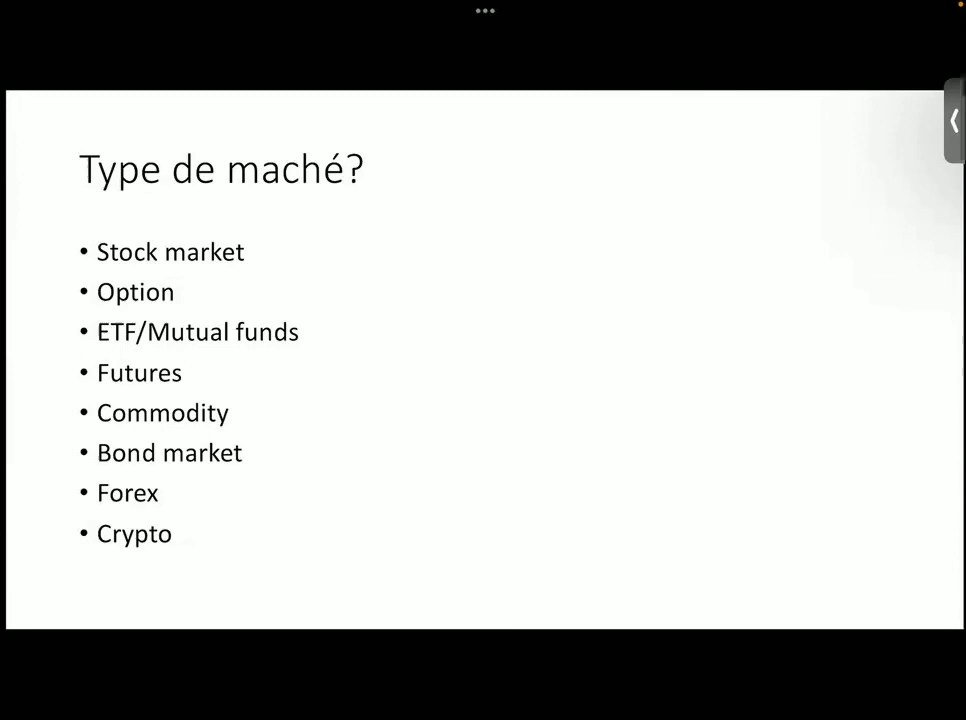 Type de maché?
• Stock market
• Option
• ETF/Mutual funds
• Futures
• Commodity
• Bond market
• Forex
• Crypto